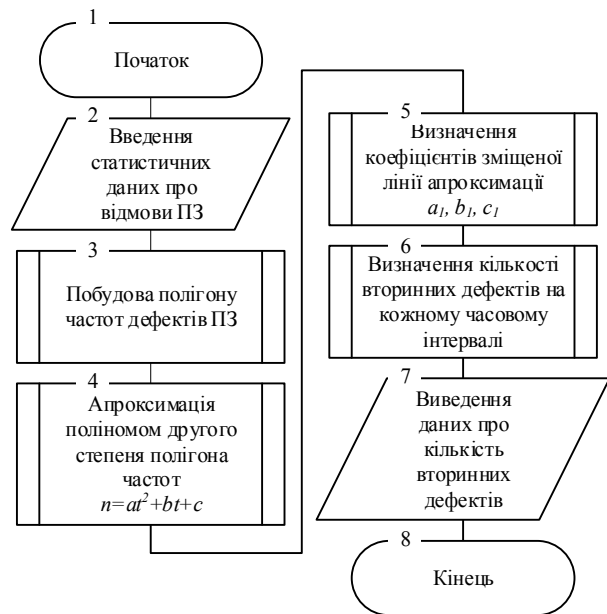 1
Початок
2
Введення
статистичних
даних про
відмови ПЗ
3
Побудова полігону
частот дефектів ПЗ
4
Апроксимація
поліномом другого
степеня полігона
частот
n=at²+bt+c
5
Визначення
коефіцієнтів зміщеної
лінії апроксимації
a₁, b₁, c₁
6
Визначення кількості
вторинних дефектів на
кожному часовому
інтервалі
7
Виведення
даних про
кількість
вторинних
дефектів
8
Кінець